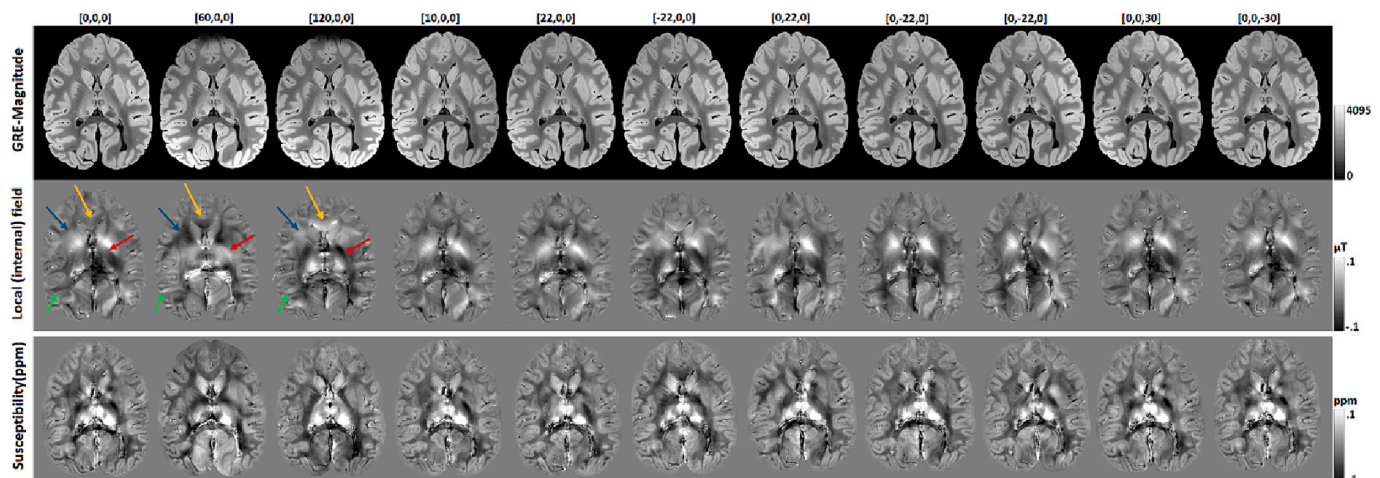 [0,0,0] [60,0,0] [120,0,0] [10,0,0] [22,0,0] [-22,0,0] [0,22,0] [0,-22,0] [0,-22,0] [0,0,30] [0,0,-30]
GRE-Magnitude
4095
0
Local (internal) field
µT
.1
-.1
Susceptibility(ppm)
ppm
.1
-.1